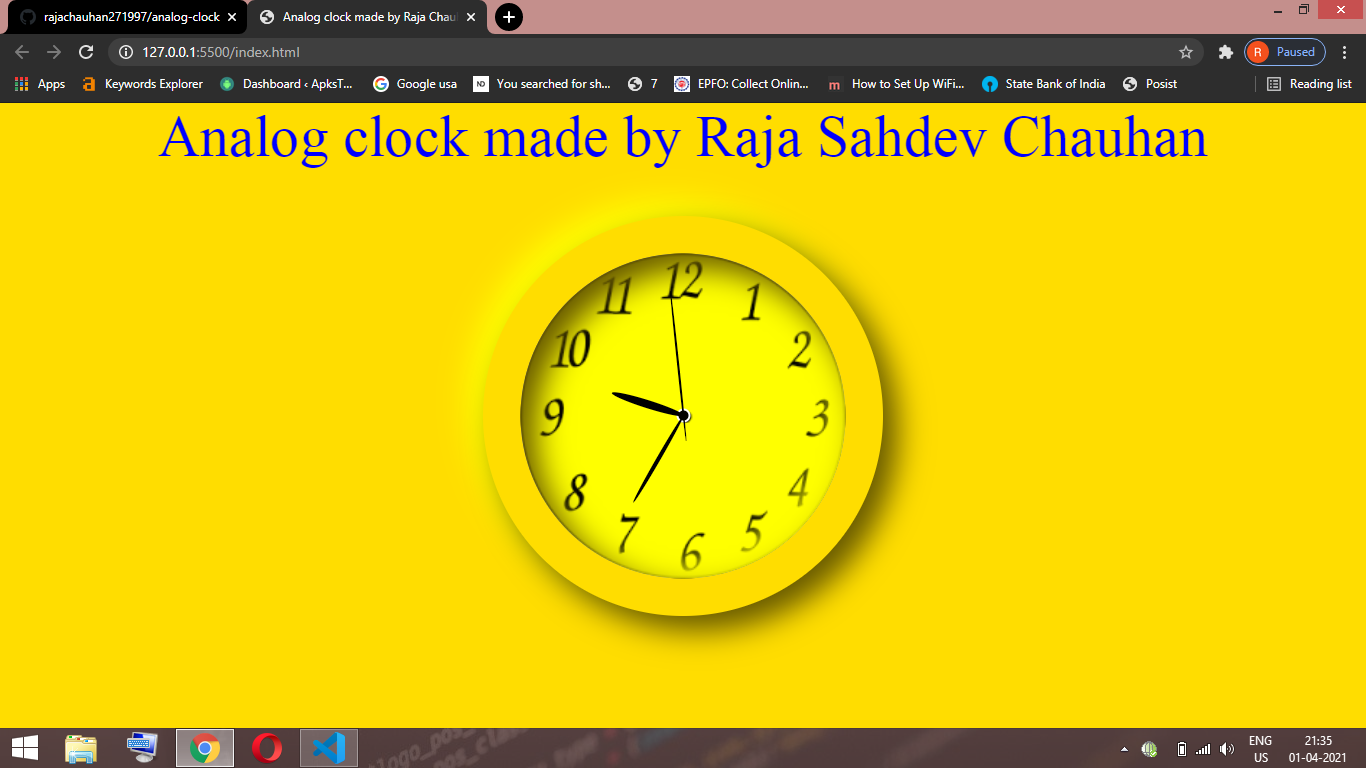 rajachauhan271997/analog-clock
Analog clock made by Raja Chau
127.0.0.1:5500/index.html
R Paused
Apps
a Keywords Explorer
Dashboard ‹ ApksT...
G Google usa
ND You searched for sh...
7
EPFO: Collect Onlin...
m How to Set Up WiFi...
State Bank of India
Posist
Reading list
Analog clock made by Raja Sahdev Chauhan
12
11
1
10
2
9
3
8
4
7
5
6
ENG
US
21:35
01-04-2021